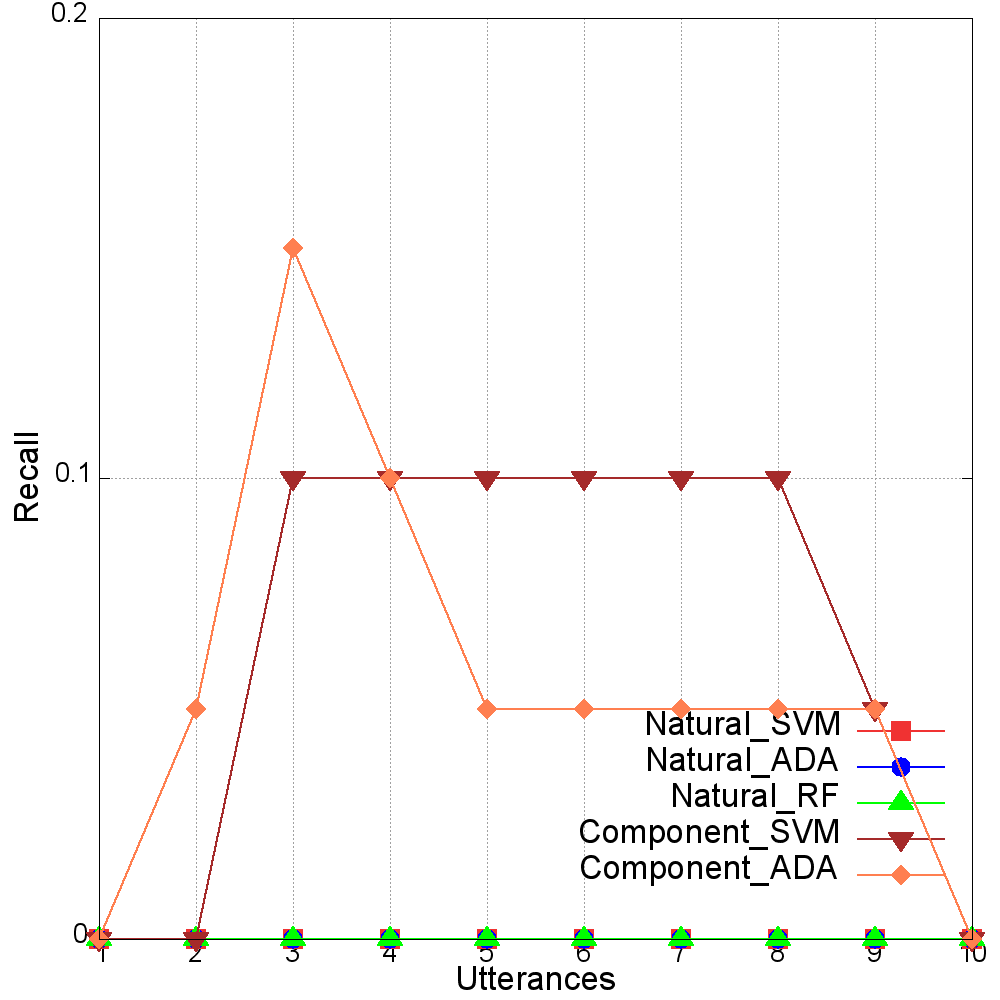 0.2
0.1
0
Recall
1 2 3 4 5 6 7 8 9 10
Utterances
Natural_SVM
Natural_ADA
Natural_RF
Component_SVM
Component_ADA